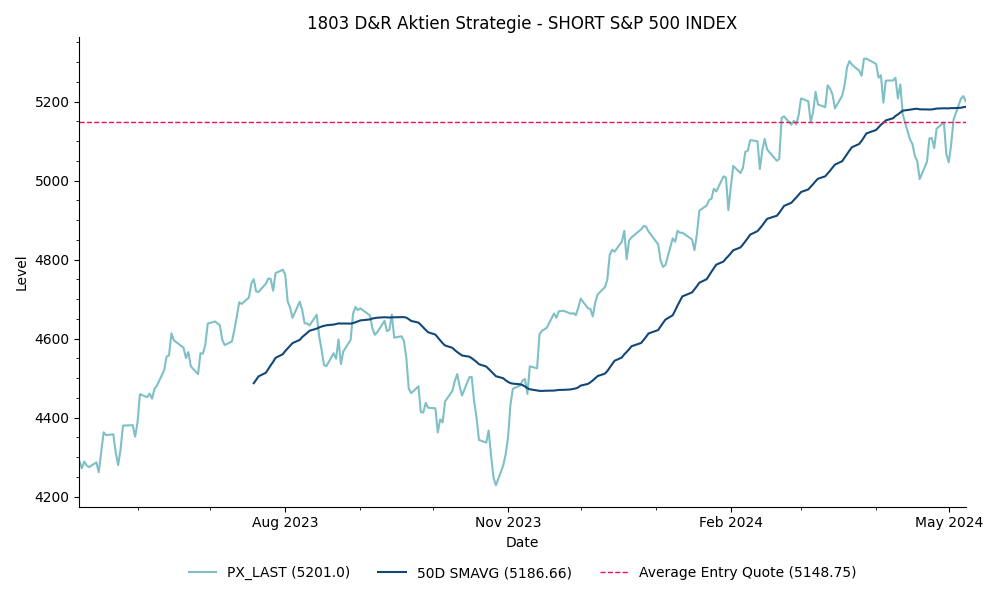 1803 D&R Aktien Strategie - SHORT S&P 500 INDEX
Level
5200
5000
4800
4600
4400
4200
Aug 2023
Nov 2023
Feb 2024
May 2024
Date
PX_LAST (5201.0)
50D SMAVG (5186.66)
Average Entry Quote (5148.75)